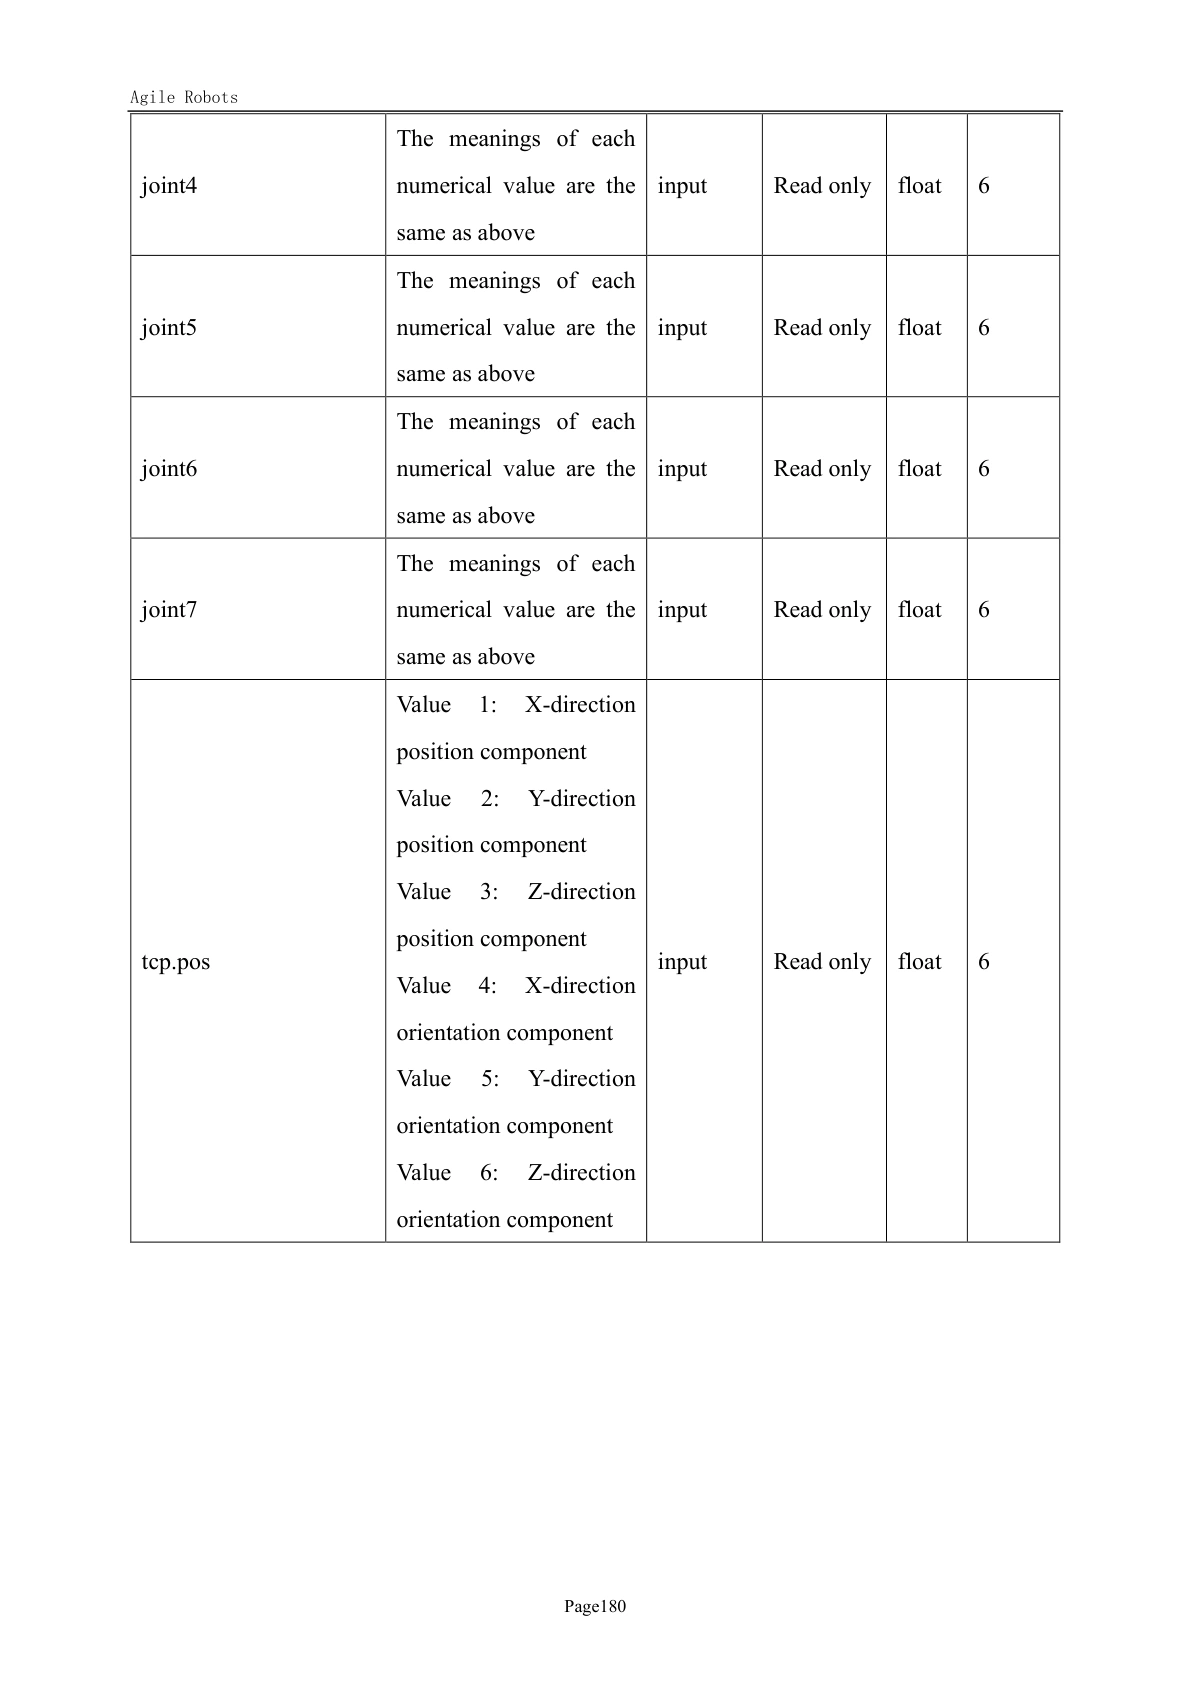 Agile Robots
The meanings of each
joint4 numerical value are the input Read only float 6
same as above
The meanings of each
joint5 numerical value are the input Read only float 6
same as above
The meanings of each
joint6 numerical value are the input Read only float 6
same as above
The meanings of each
joint7 numerical value are the input Read only float 6
same as above
tcp.pos
Value 1: X-direction
position component
Value 2: Y-direction
position component
Value 3: Z-direction
position component
Value 4: X-direction
orientation component
Value 5: Y-direction
orientation component
Value 6: Z-direction
orientation component
input Read only float 6
Page180